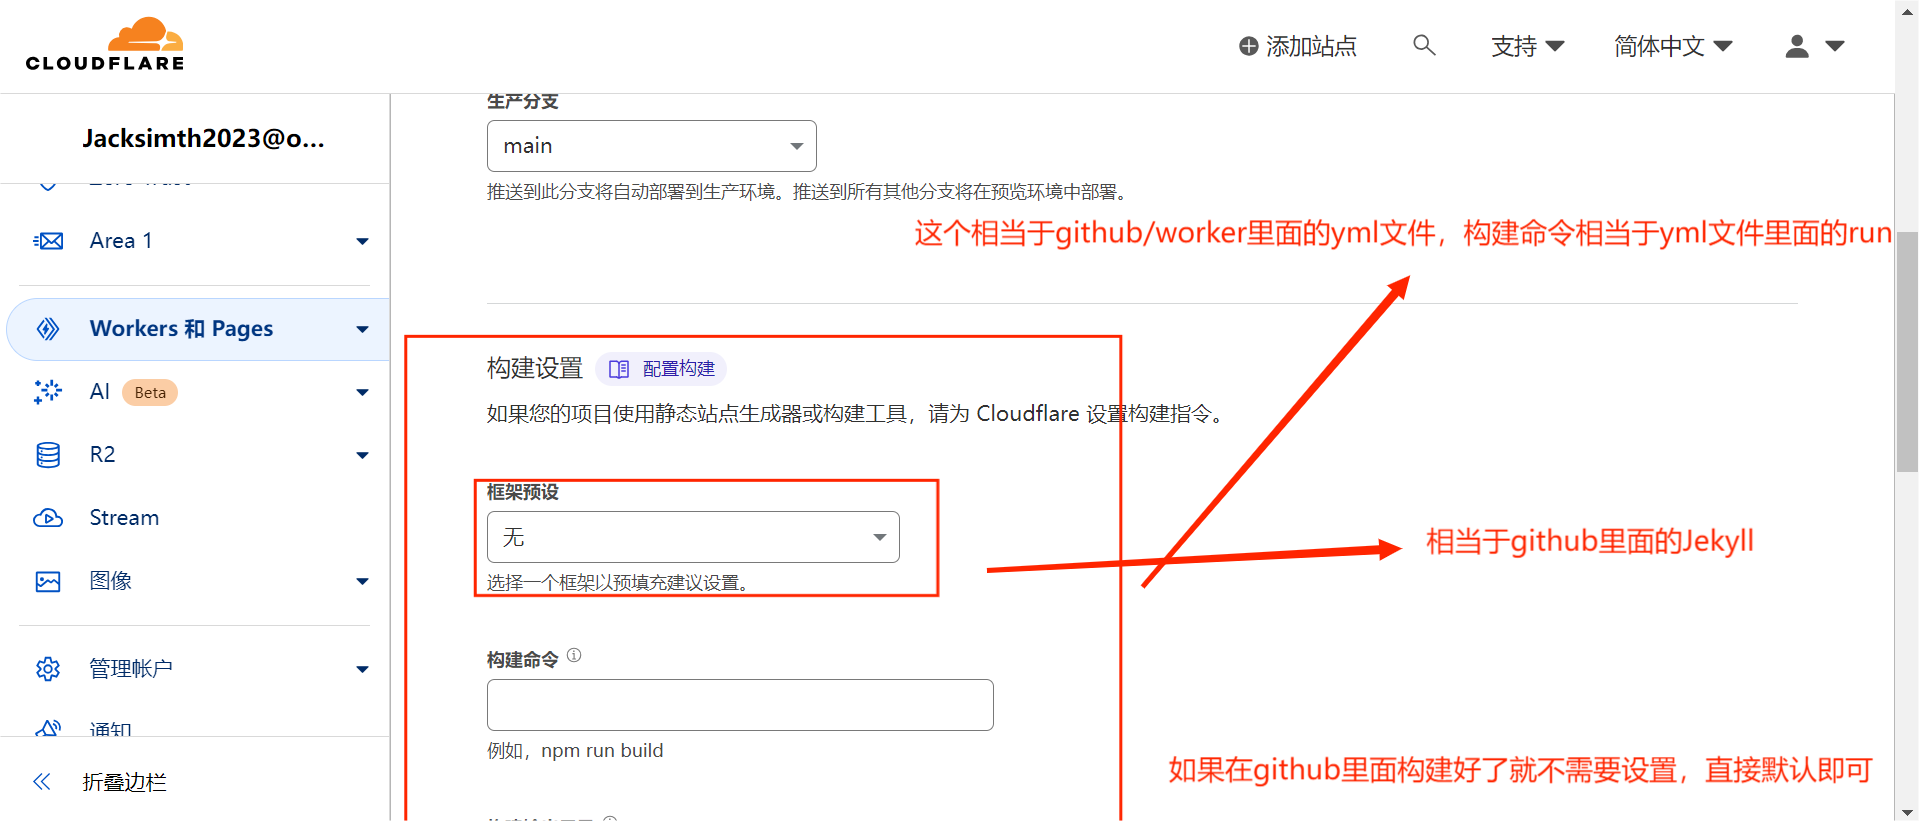 CLOUDFLARE
添加站点
支持
简体中文
Jacksimth2023@o...
Area 1
Workers 和 Pages
AI Beta
R2
Stream
图像
管理帐户
通知
折叠边栏
生产分支
main
推送到此分支将自动部署到生产环境。推送到所有其他分支将在预览环境中部署。
这个相当于github/worker里面的yml文件，构建命令相当于yml文件里面的run
构建设置 配置构建
如果您的项目使用静态站点生成器或构建工具，请为 Cloudflare 设置构建指令。
框架预设
无
选择一个框架以预填充建议设置。
相当于github里面的Jekyll
构建命令
例如，npm run build
如果在github里面构建好了就不需要设置，直接默认即可